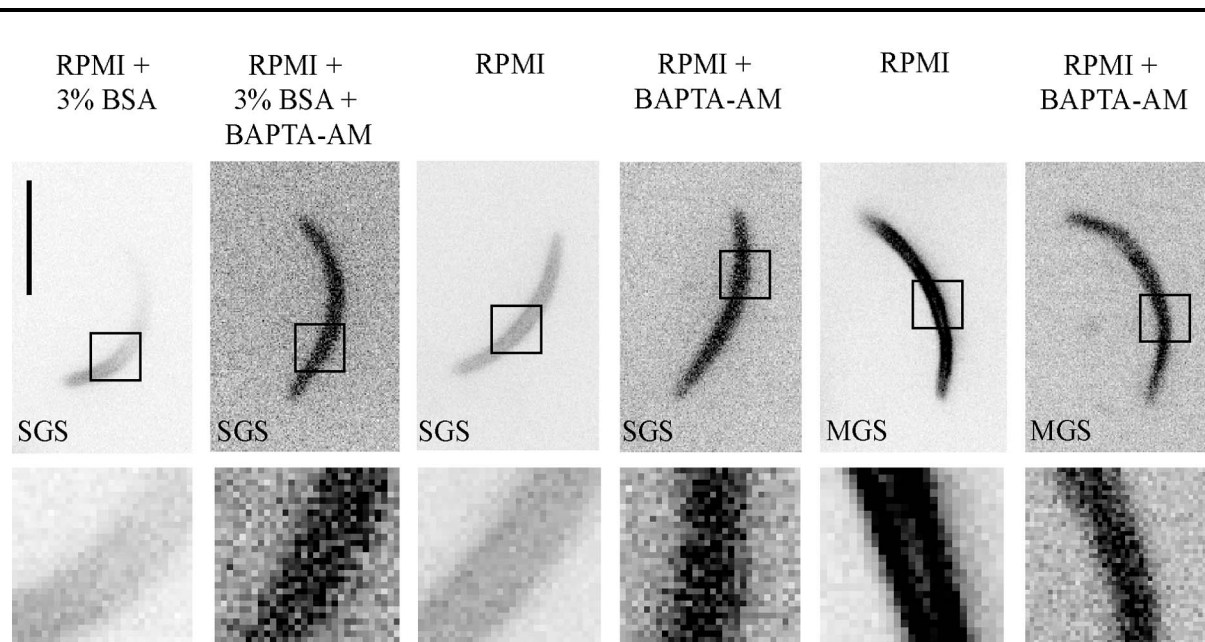 RPMI +
3% BSA
RPMI +
3% BSA +
BAPTA-AM
RPMI
RPMI +
BAPTA-AM
RPMI
RPMI +
BAPTA-AM
SGS
SGS
SGS
SGS
MGS
MGS